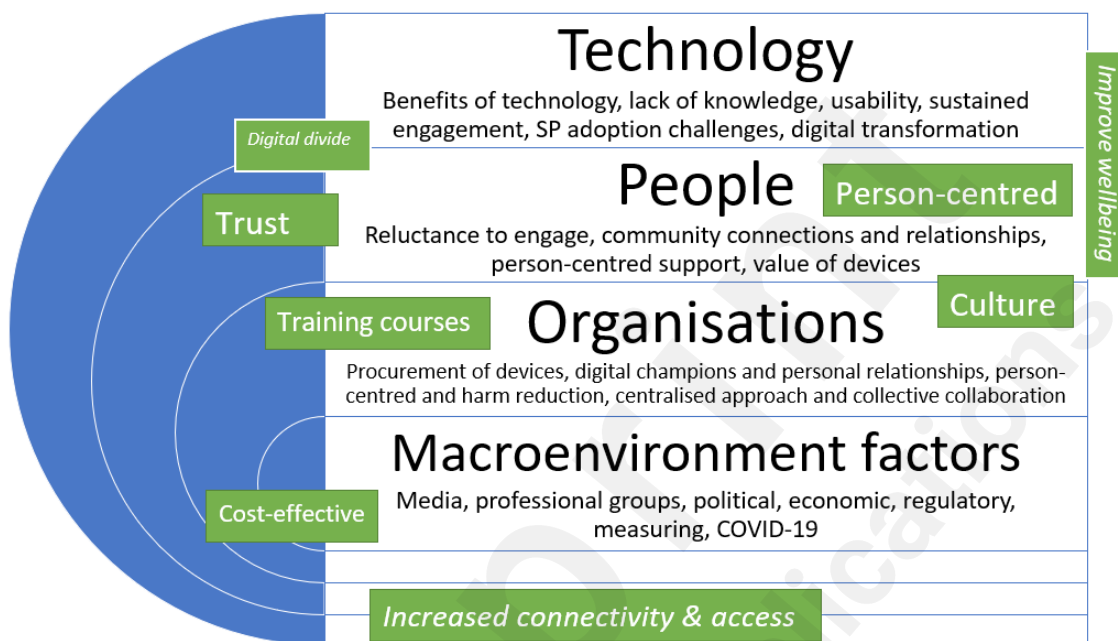 Technology
Benefits of technology, lack of knowledge, usability, sustained
engagement, SP adoption challenges, digital transformation
Improve wellbeing
Digital divide
People
Person-centred
Trust
Reluctance to engage, community connections and relationships,
person-centred support, value of devices
Culture
Training courses
Organisations
Procurement of devices, digital champions and personal relationships, person-
centred and harm reduction, centralised approach and collective collaboration
Macroenvironment factors
Cost-effective
Media, professional groups, political, economic, regulatory,
measuring, COVID-19
Increased connectivity & access